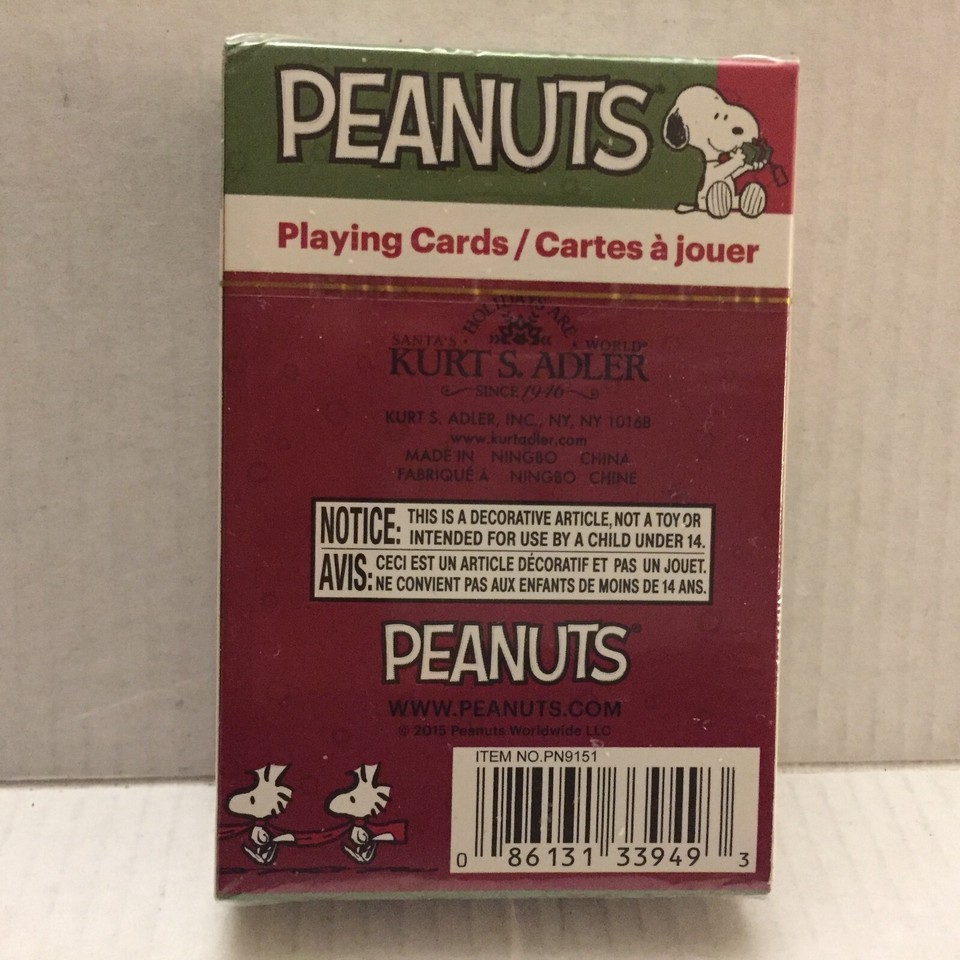 PEANUTS®
Playing Cards / Cartes à jouer
HOLIDAYS ARE
SANTA'S · WORLD®
KURT S. ADLER
SINCE 1946
KURT S. ADLER, INC., NY, NY 10168
www.kurtadler.com
MADE IN NINGBO CHINA
FABRIQUÉ À NINGBO CHINE
NOTICE: THIS IS A DECORATIVE ARTICLE, NOT A TOY OR
INTENDED FOR USE BY A CHILD UNDER 14.
AVIS: CECI EST UN ARTICLE DÉCORATIF ET PAS UN JOUET.
NE CONVIENT PAS AUX ENFANTS DE MOINS DE 14 ANS.
PEANUTS®
WWW.PEANUTS.COM
© 2015 Peanuts Worldwide LLC
ITEM NO.PN9151
0 86131 33949 3